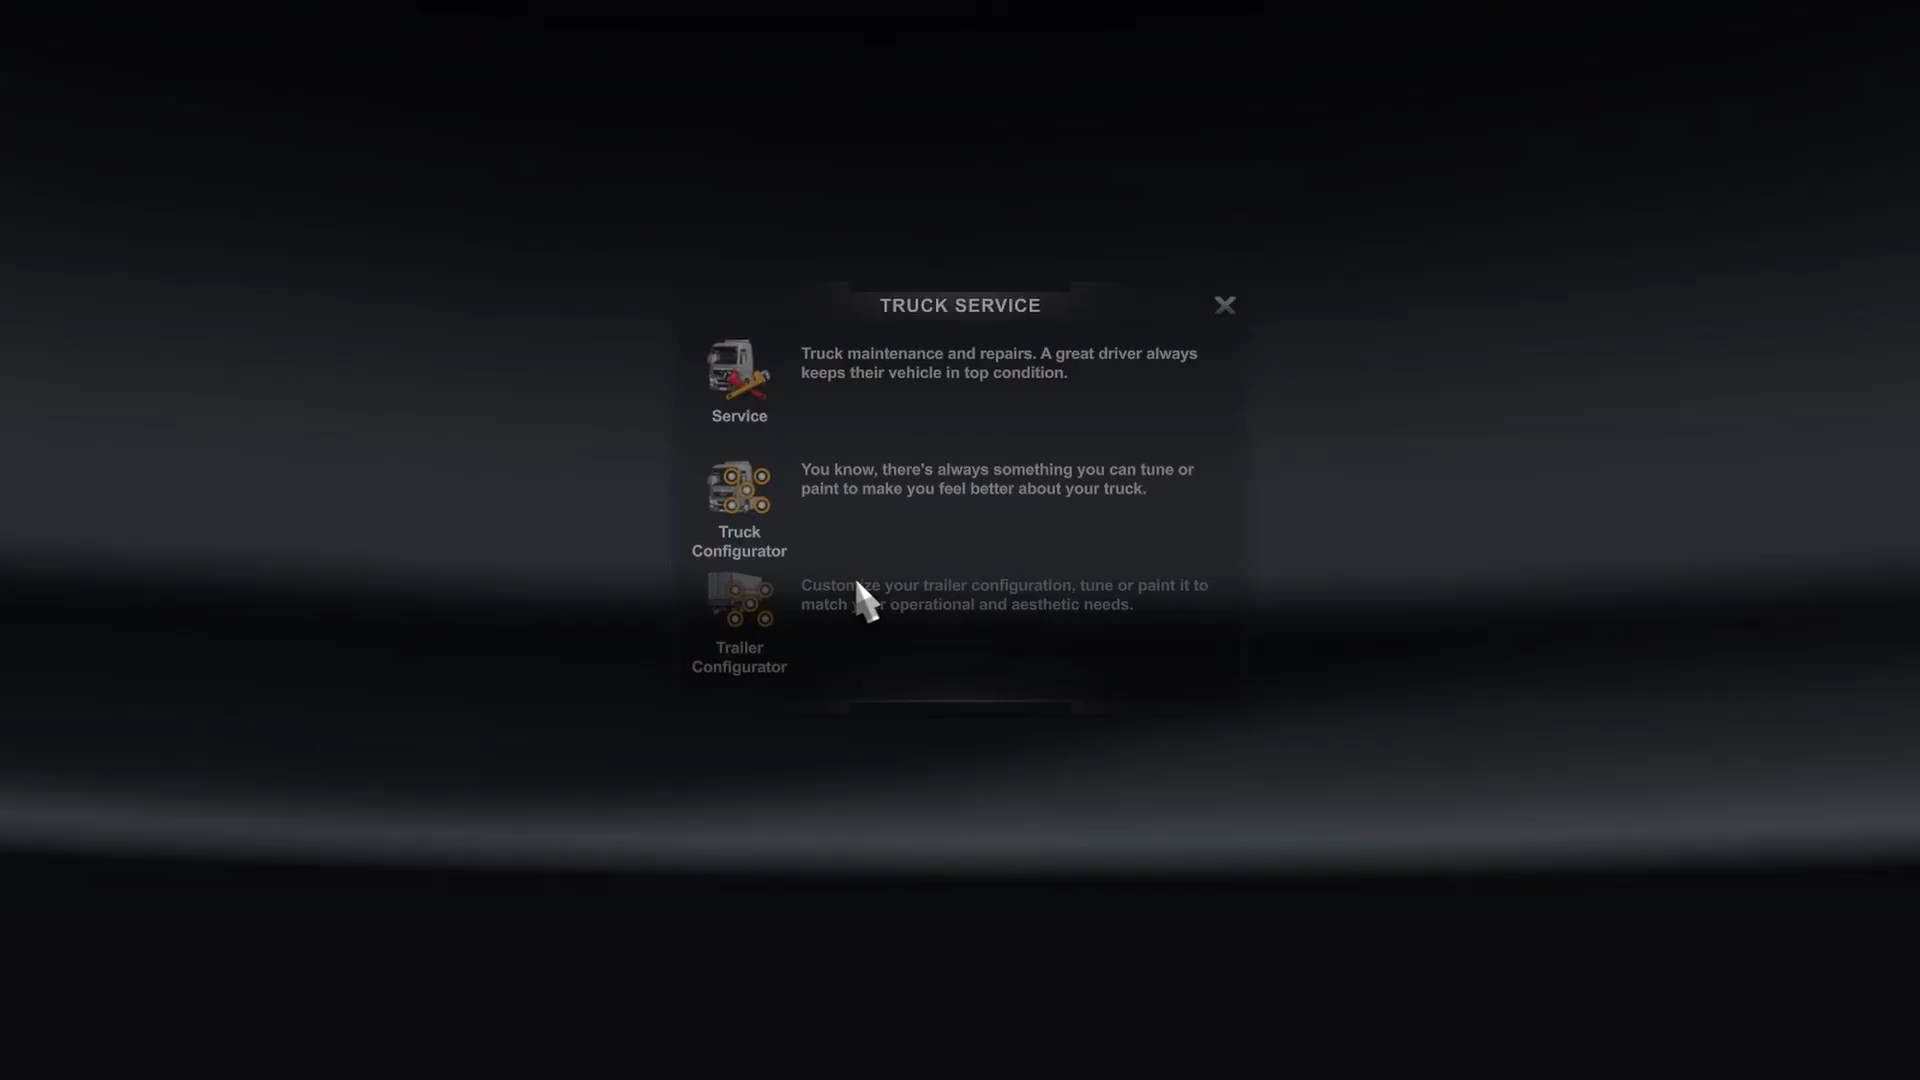 TRUCK SERVICE
Truck maintenance and repairs. A great driver always
keeps their vehicle in top condition.
Service
You know, there's always something you can tune or
paint to make you feel better about your truck.
Truck
Configurator
Customize your trailer configuration, tune or paint it to
match your operational and aesthetic needs.
Trailer
Configurator